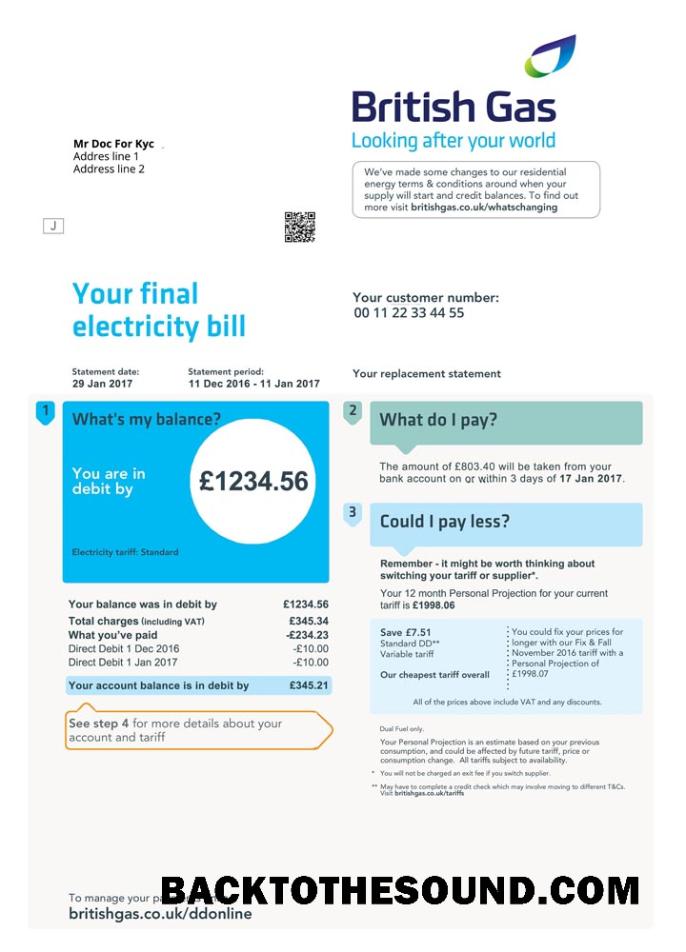 British Gas
Looking after your world
Mr Doc For Kyc
Addres line 1
Address line 2
We've made some changes to our residential
energy terms & conditions around when your
supply will start and credit balances. To find out
more visit britishgas.co.uk/whatschanging
J
Your final
electricity bill
Your customer number:
00 11 22 33 44 55
Statement date:
29 Jan 2017
Statement period:
11 Dec 2016 - 11 Jan 2017
Your replacement statement
1
What's my balance?
You are in
debit by
£1234.56
Electricity tariff: Standard
Your balance was in debit by £1234.56
Total charges (including VAT) £345.34
What you've paid -£234.23
Direct Debit 1 Dec 2016 -£10.00
Direct Debit 1 Jan 2017 -£10.00
Your account balance is in debit by £345.21
See step 4 for more details about your
account and tariff
2
What do I pay?
The amount of £803.40 will be taken from your
bank account on or within 3 days of 17 Jan 2017.
3
Could I pay less?
Remember - it might be worth thinking about
switching your tariff or supplier*.
Your 12 month Personal Projection for your current
tariff is £1998.06
Save £7.51
Standard DD**
Variable tariff
Our cheapest tariff overall
You could fix your prices for
longer with our Fix & Fall
November 2016 tariff with a
Personal Projection of
£1998.07
All of the prices above include VAT and any discounts.
Dual Fuel only.
Your Personal Projection is an estimate based on your previous
consumption, and could be affected by future tariff, price or
consumption change. All tariffs subject to availability.
* You will not be charged an exit fee if you switch supplier.
** May have to complete a credit check which may involve moving to different T&Cs.
Visit britishgas.co.uk/tariffs
To manage your
britishgas.co.uk/ddonline
BACKTOTHESOUND.COM